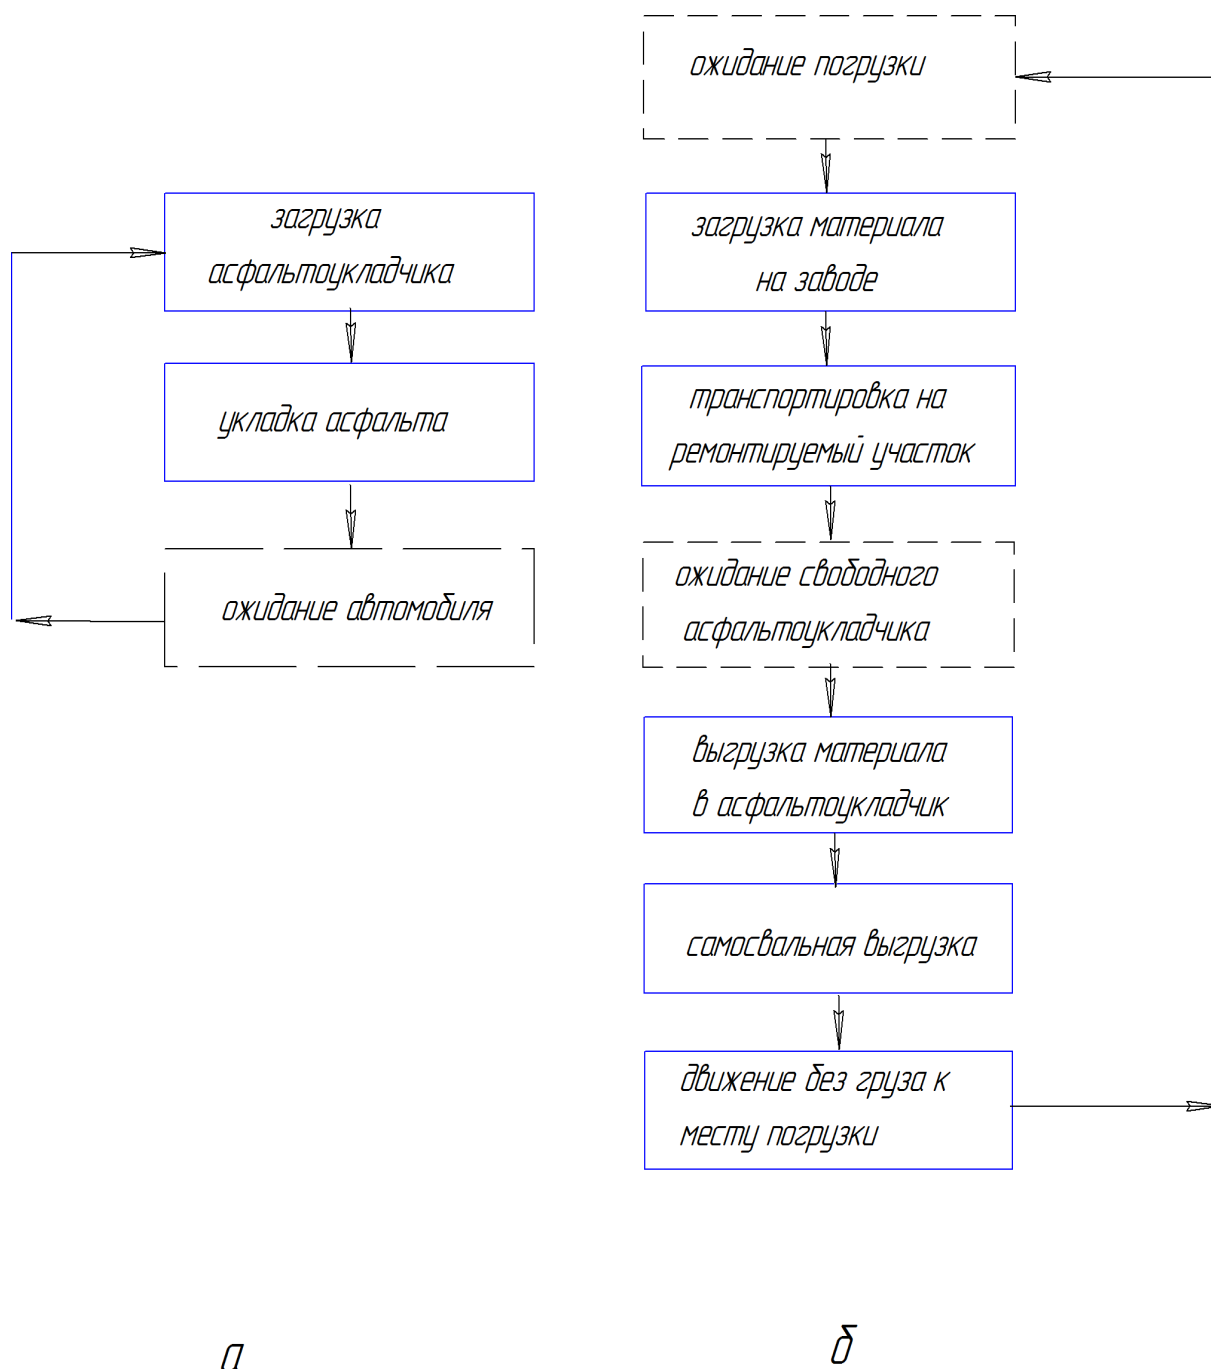 загрузка
асфальтоукладчика
укладка асфальта
ожидание автомобиля
а
ожидание погрузки
загрузка материала
на заводе
транспортировка на
ремонтируемый участок
ожидание свободного
асфальтоукладчика
выгрузка материала
в асфальтоукладчик
самосвальная выгрузка
движение без груза к
месту погрузки
б